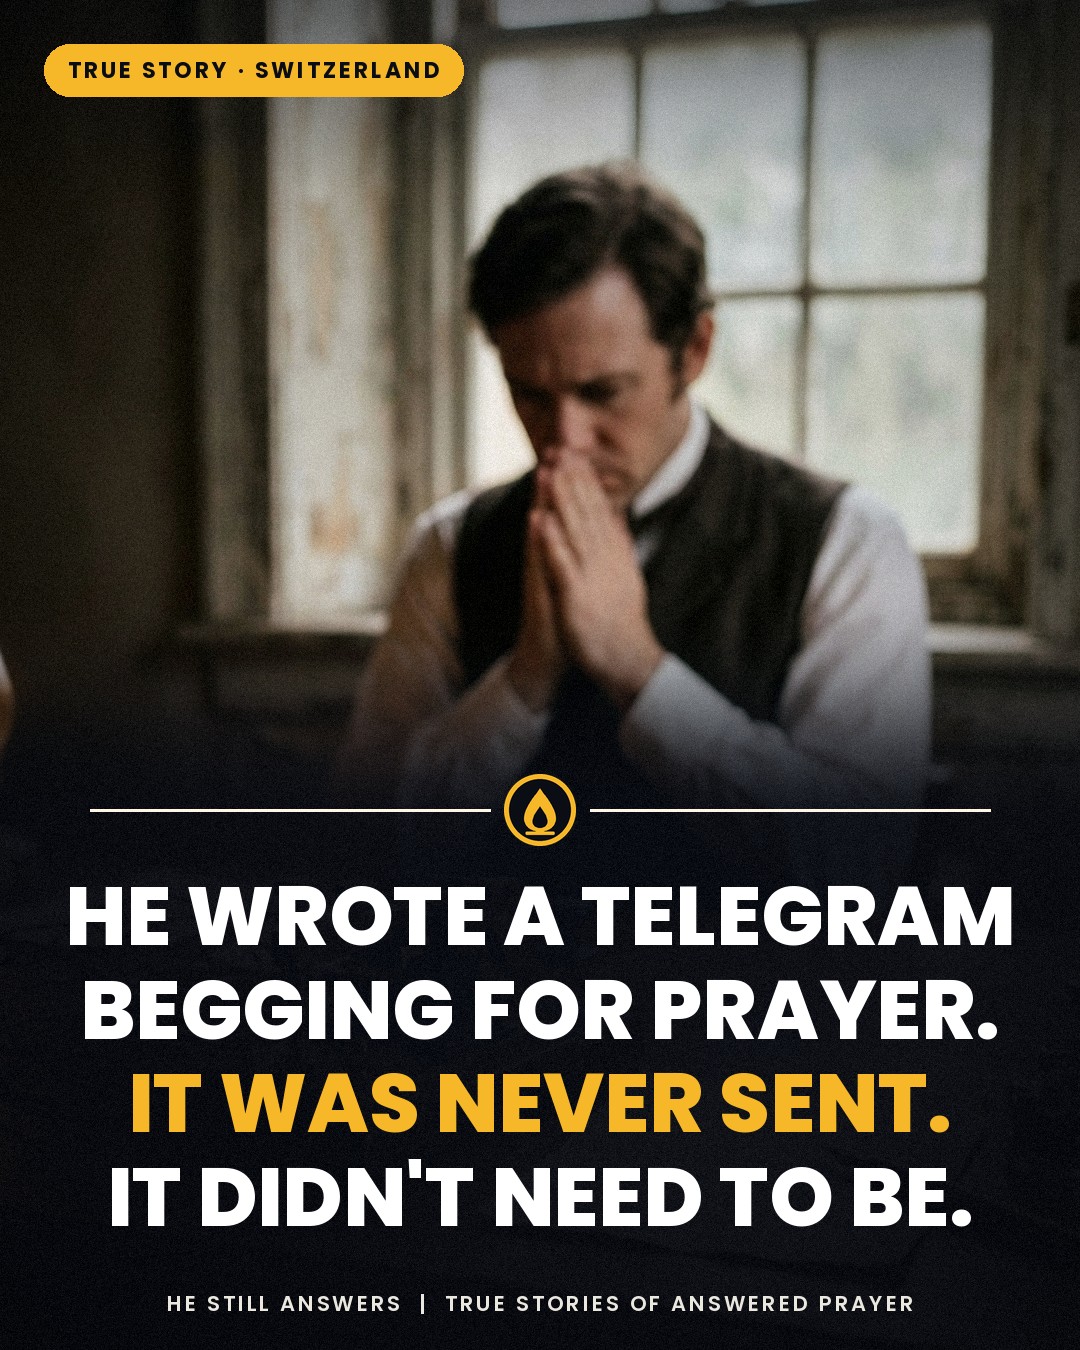 TRUE STORY · SWITZERLAND
HE WROTE A TELEGRAM
BEGGING FOR PRAYER.
IT WAS NEVER SENT.
IT DIDN'T NEED TO BE.
HE STILL ANSWERS | TRUE STORIES OF ANSWERED PRAYER